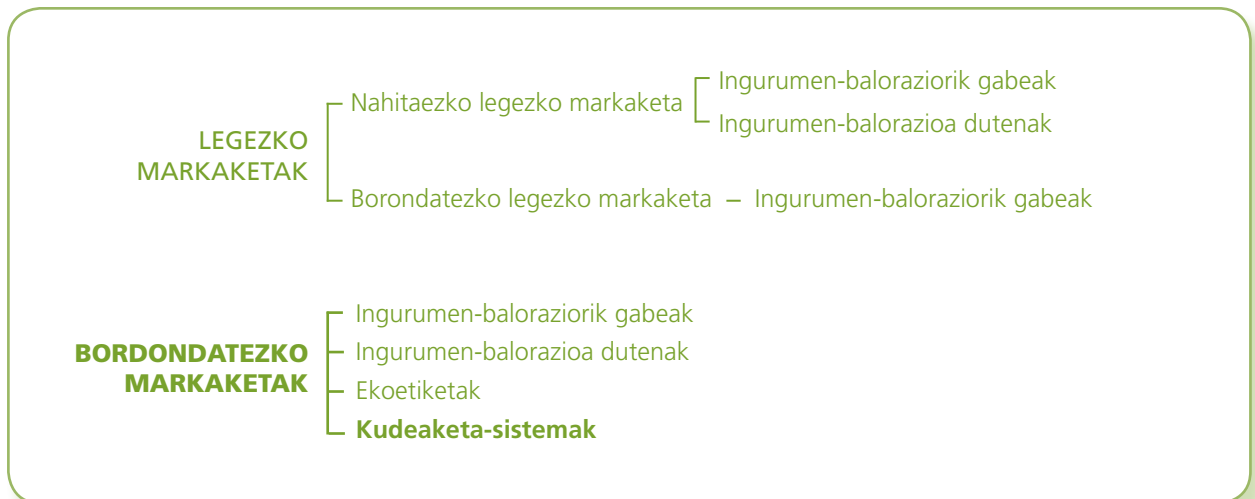 LEGEZKO
MARKAKETAK
Nahitaezko legezko markaketa
Ingurumen-baloraziorik gabeak
Ingurumen-balorazioa dutenak
Borondatezko legezko markaketa – Ingurumen-baloraziorik gabeak
BORDONDATEZKO
MARKAKETAK
Ingurumen-baloraziorik gabeak
Ingurumen-balorazioa dutenak
Ekoetiketak
Kudeaketa-sistemak